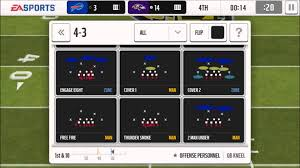 EA SPORTS 3 14 4TH 00:14 :20
4-3 ALL FLIP
ENGAGE EIGHT ZONE COVER 1 MAN COVER 2 ZONE
FREE FIRE MAN THUNDER SMOKE MAN 2 MAN UNDER MAN
1st & 10 OFFENSE PERSONNEL QB KNEEL